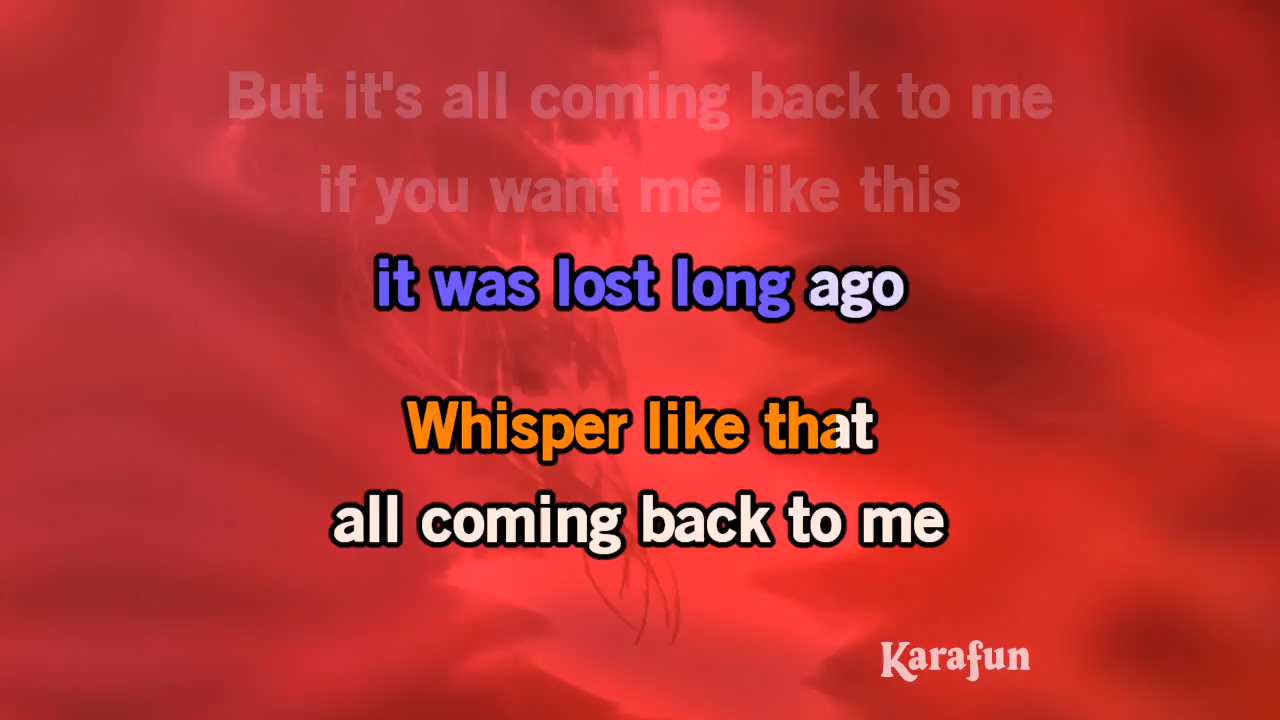 But it's all coming back to me
if you want me like this
it was lost long ago
Whisper like that
all coming back to me
Karafun